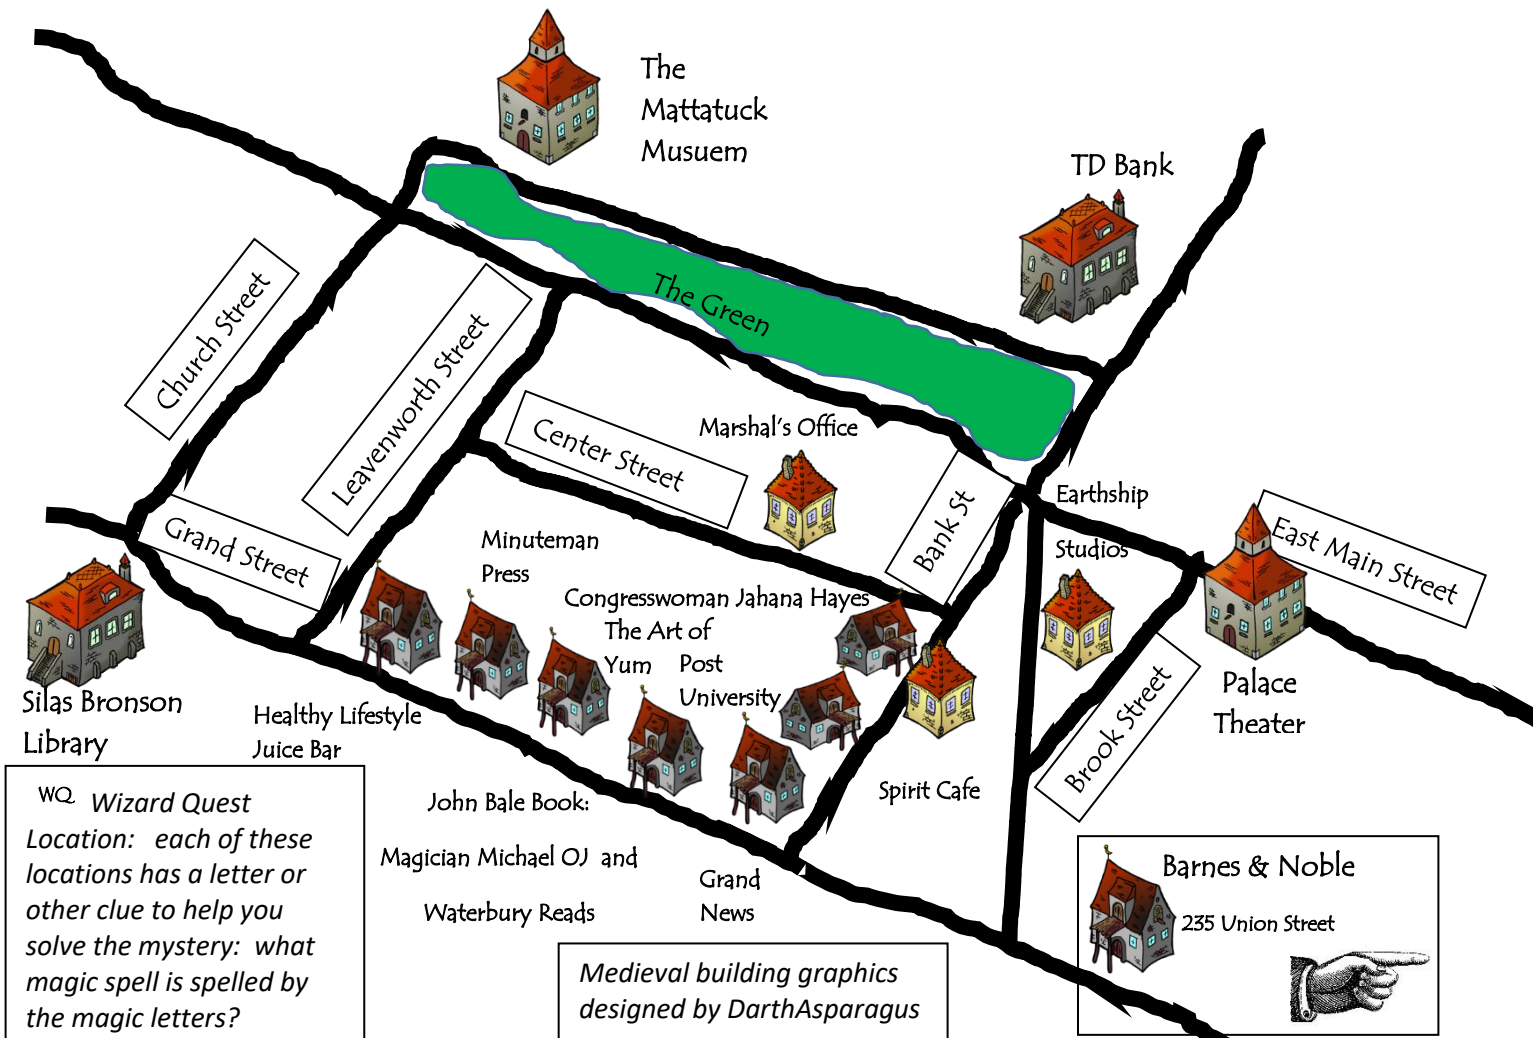 The
Mattatuck
Musuem
TD Bank
The Green
Church Street
Leavenworth Street
Center Street
Marshal's Office
Bank St
Earthship
Studios
East Main Street
Grand Street
Minuteman
Press
Congresswoman Jahana Hayes
The Art of
Yum
Post
University
Silas Bronson
Library
Healthy Lifestyle
Juice Bar
Palace
Theater
Brook Street
Spirit Cafe
John Bale Book:
Magician Michael OJ and
Waterbury Reads
Grand
News
WQ Wizard Quest
Location: each of these
locations has a letter or
other clue to help you
solve the mystery: what
magic spell is spelled by
the magic letters?
Medieval building graphics
designed by DarthAsparagus
Barnes & Noble
235 Union Street